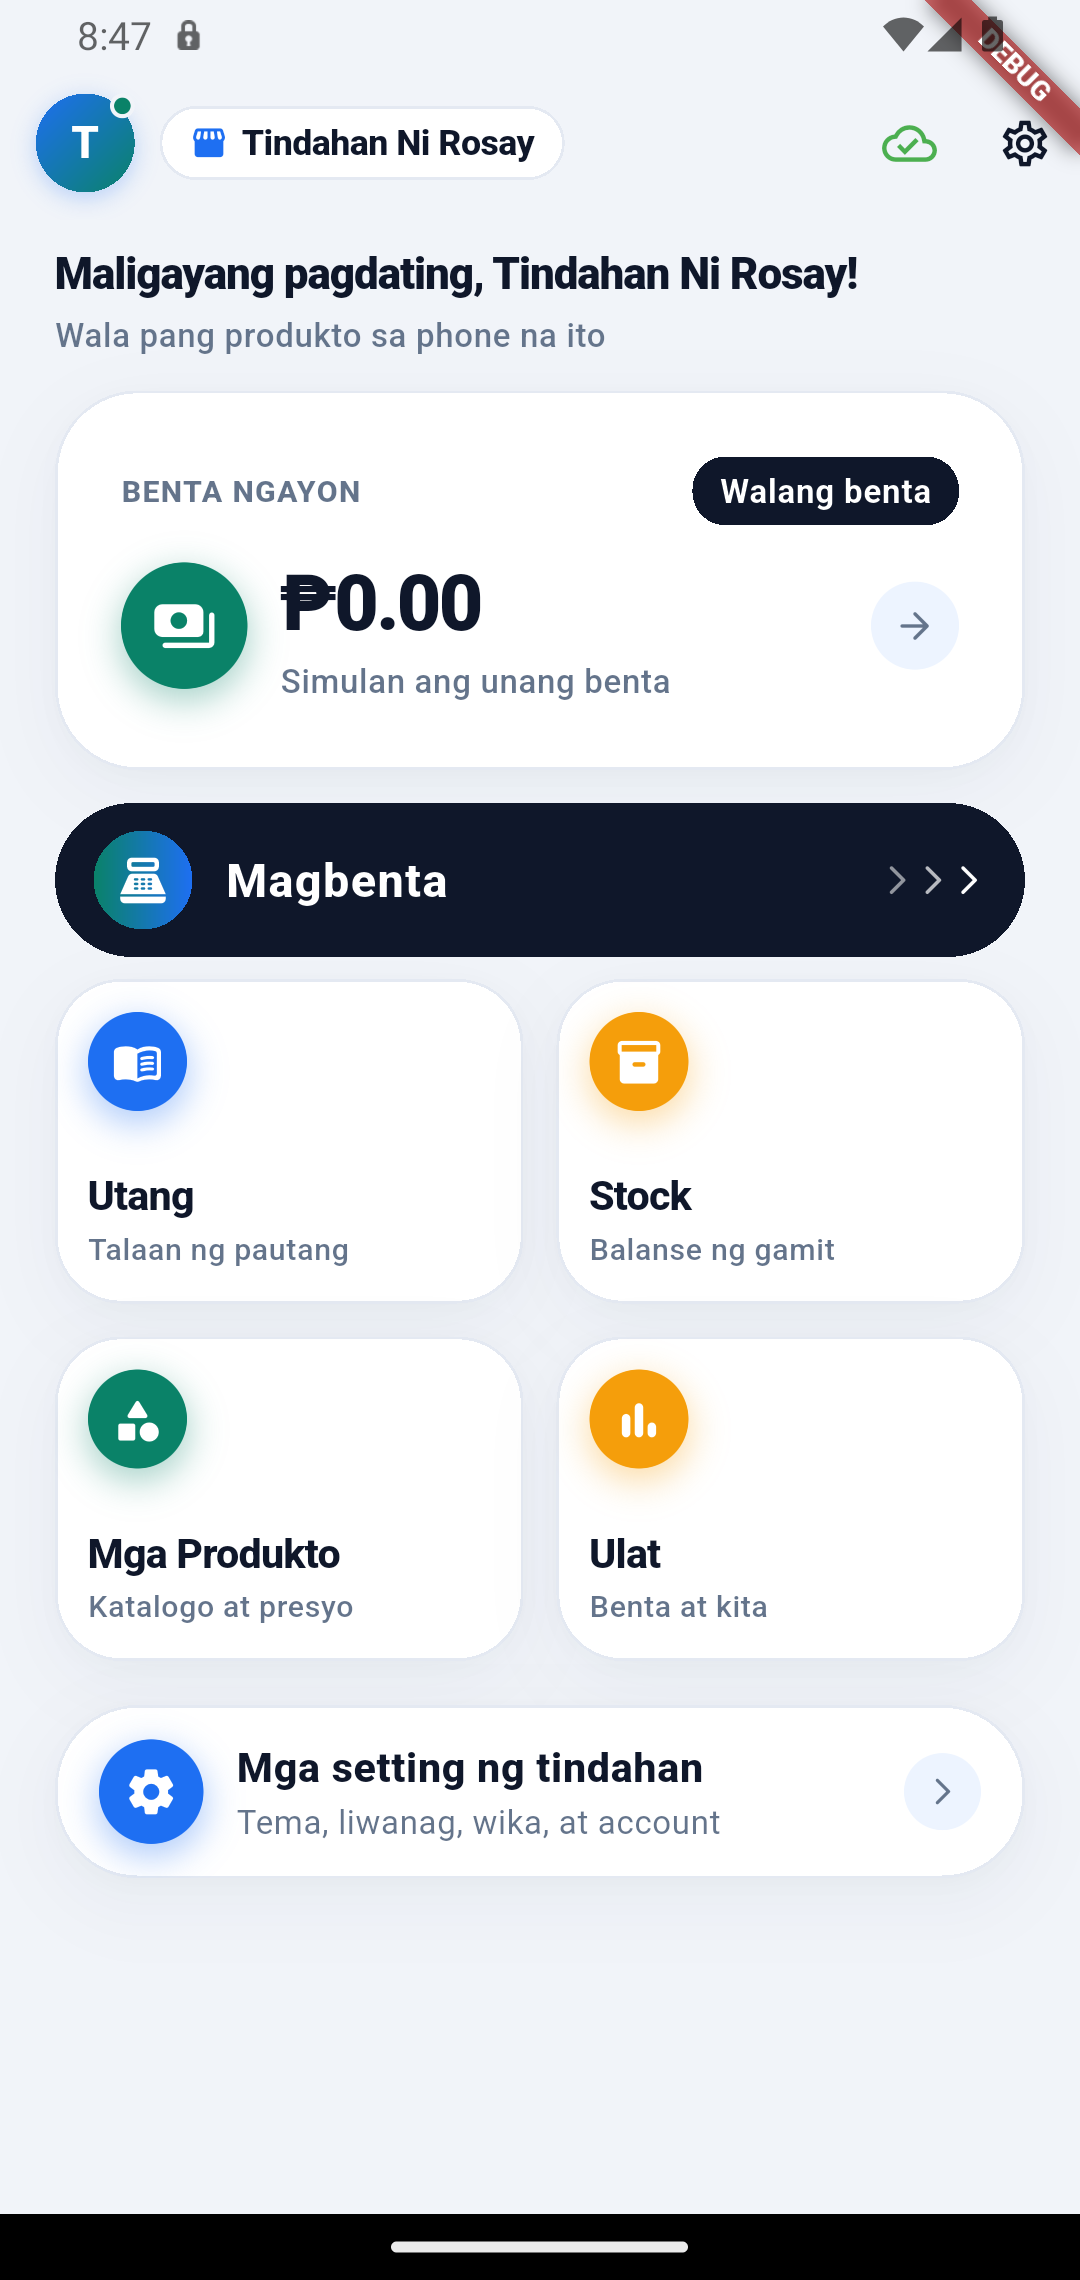 8:47
DEBUG
T
Tindahan Ni Rosay
Maligayang pagdating, Tindahan Ni Rosay!
Wala pang produkto sa phone na ito
BENTA NGAYON
Walang benta
₱0.00
Simulan ang unang benta
Magbenta
Utang
Talaan ng pautang
Stock
Balanse ng gamit
Mga Produkto
Katalogo at presyo
Ulat
Benta at kita
Mga setting ng tindahan
Tema, liwanag, wika, at account